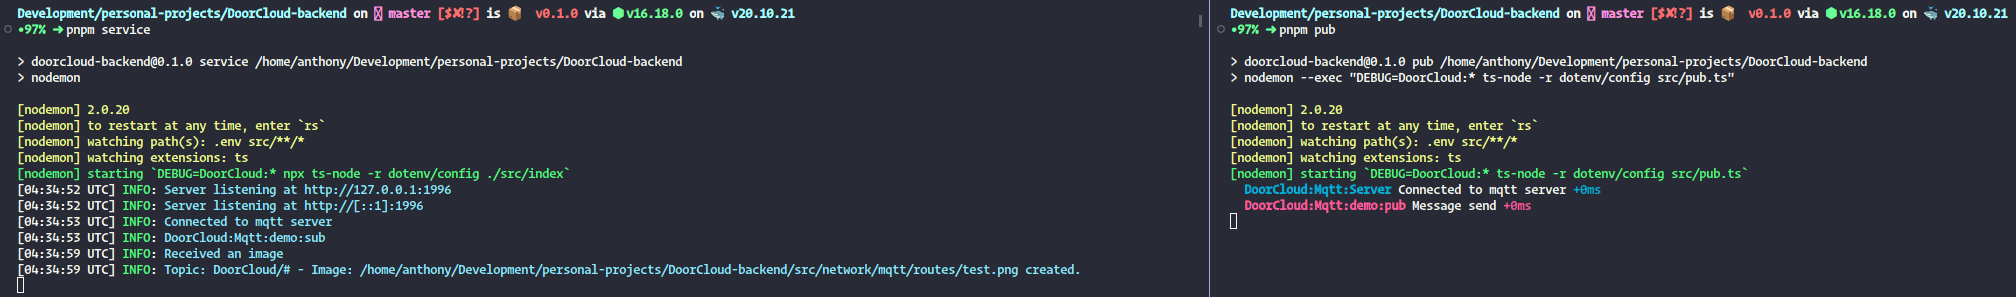 Development/personal-projects/DoorCloud-backend on master [$✘!?] is 📦 v0.1.0 via ⬢v16.18.0 on 🐳 v20.10.21
•97% ➜pnpm service
> doorcloud-backend@0.1.0 service /home/anthony/Development/personal-projects/DoorCloud-backend
> nodemon
[nodemon] 2.0.20
[nodemon] to restart at any time, enter `rs`
[nodemon] watching path(s): .env src/**/*
[nodemon] watching extensions: ts
[nodemon] starting `DEBUG=DoorCloud:* npx ts-node -r dotenv/config ./src/index`
[04:34:52 UTC] INFO: Server listening at http://127.0.0.1:1996
[04:34:52 UTC] INFO: Server listening at http://[::1]:1996
[04:34:53 UTC] INFO: Connected to mqtt server
[04:34:53 UTC] INFO: DoorCloud:Mqtt:demo:sub
[04:34:59 UTC] INFO: Received an image
[04:34:59 UTC] INFO: Topic: DoorCloud/# - Image: /home/anthony/Development/personal-projects/DoorCloud-backend/src/network/mqtt/routes/test.png created.
Development/personal-projects/DoorCloud-backend on master [$✘!?] is 📦 v0.1.0 via ⬢v16.18.0 on 🐳 v20.10.21
•97% ➜pnpm pub
> doorcloud-backend@0.1.0 pub /home/anthony/Development/personal-projects/DoorCloud-backend
> nodemon --exec "DEBUG=DoorCloud:* ts-node -r dotenv/config src/pub.ts"
[nodemon] 2.0.20
[nodemon] to restart at any time, enter `rs`
[nodemon] watching path(s): .env src/**/*
[nodemon] watching extensions: ts
[nodemon] starting `DEBUG=DoorCloud:* ts-node -r dotenv/config src/pub.ts`
DoorCloud:Mqtt:Server Connected to mqtt server +0ms
DoorCloud:Mqtt:demo:pub Message send +0ms